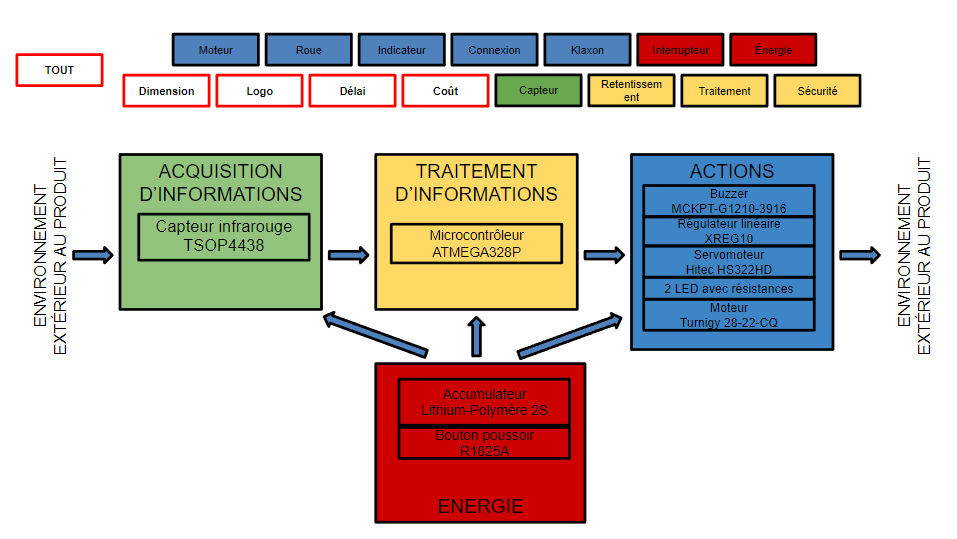 Moteur
Roue
Indicateur
Connexion
Klaxon
Interrupteur
Énergie
TOUT
Dimension
Logo
Délai
Coût
Capteur
Retentissem
ent
Traitement
Sécurité
ENVIRONNEMENT
EXTÉRIEUR AU PRODUIT
ACQUISITION
D'INFORMATIONS
Capteur infrarouge
TSOP4438
TRAITEMENT
D'INFORMATIONS
Microcontrôleur
ATMEGA328P
ACTIONS
Buzzer
MCKPT-G1210-3916
Régulateur linéaire
XREG10
Servomoteur
Hitec HS322HD
2 LED avec résistances
Moteur
Turnigy 28-22-CQ
ENVIRONNEMENT
EXTÉRIEUR AU PRODUIT
Accumulateur
Lithium-Polymère 2S
Bouton poussoir
R1825A
ENERGIE